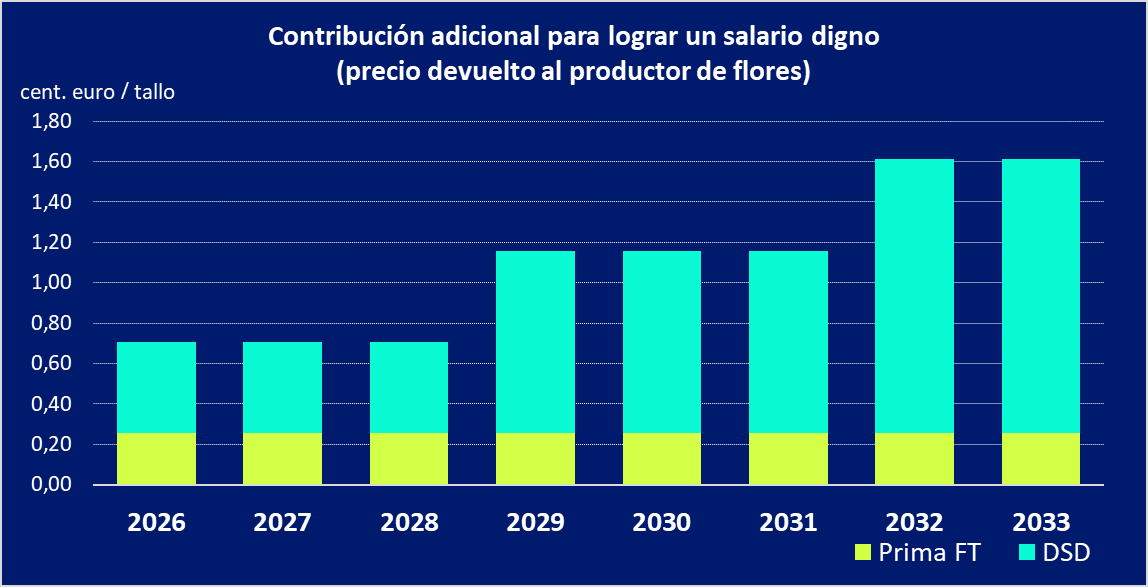 Contribución adicional para lograr un salario digno
(precio devuelto al productor de flores)
cent. euro / tallo
1,80
1,60
1,40
1,20
1,00
0,80
0,60
0,40
0,20
0,00
2026 2027 2028 2029 2030 2031 2032 2033
Prima FT DSD